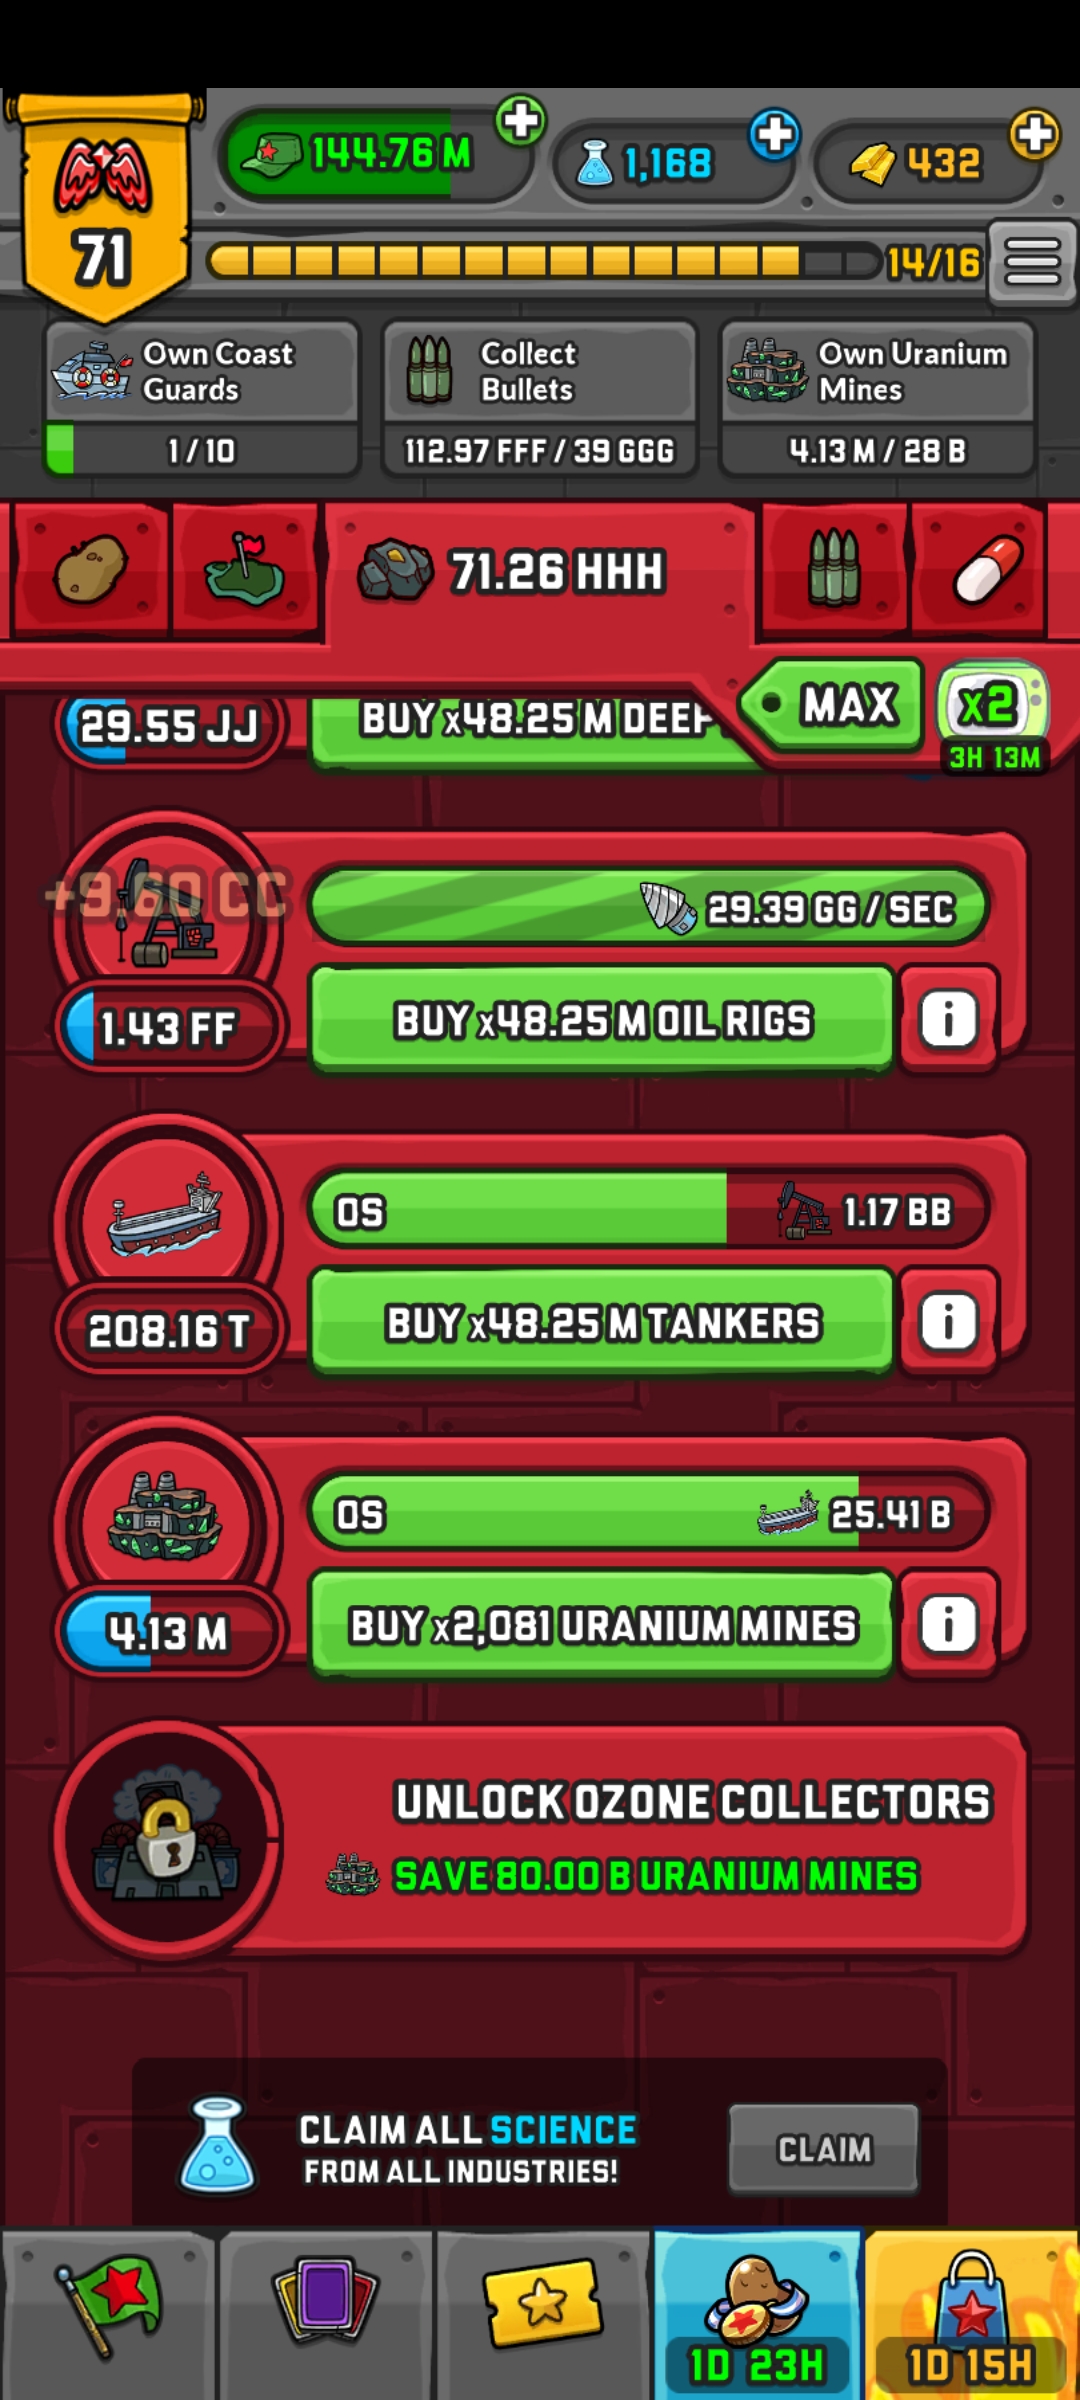 144.76 M
1,168
432
71
14/16
Own Coast
Guards
1 / 10
Collect
Bullets
112.97 FFF / 39 GGG
Own Uranium
Mines
4.13 M / 28 B
71.26 HHH
MAX
x2
3H 13M
29.55 JJ
BUY x48.25 M DEEP
+9.60 CC
29.39 GG / SEC
1.43 FF
BUY x48.25 M OIL RIGS
i
0S
1.17 BB
208.16 T
BUY x48.25 M TANKERS
i
0S
25.41 B
4.13 M
BUY x2,081 URANIUM MINES
i
UNLOCK OZONE COLLECTORS
SAVE 80.00 B URANIUM MINES
CLAIM ALL SCIENCE
FROM ALL INDUSTRIES!
CLAIM
1D 23H
1D 15H